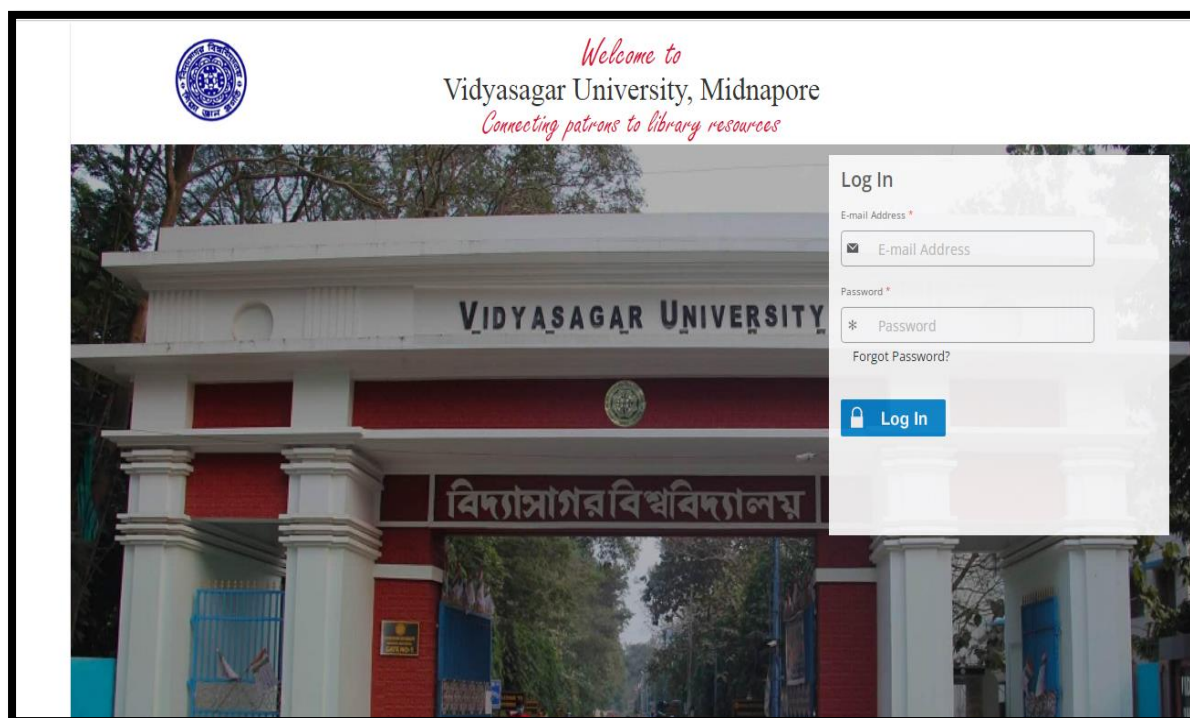 Welcome to
Vidyasagar University, Midnapore
Connecting patrons to library resources
Log In
E-mail Address *
E-mail Address
Password *
Password
Forgot Password?
Log In
VIDYASAGAR UNIVERSITY
বিদ্যাসাগর বিশ্ববিদ্যালয়